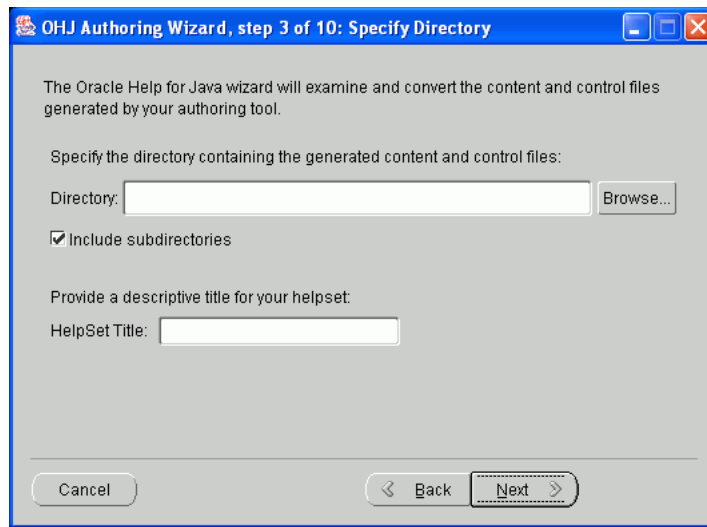 OHJ Authoring Wizard, step 3 of 10: Specify Directory
The Oracle Help for Java wizard will examine and convert the content and control files
generated by your authoring tool.
Specify the directory containing the generated content and control files:
Directory:
Browse...
Include subdirectories
Provide a descriptive title for your helpset:
HelpSet Title:
Cancel
Back
Next